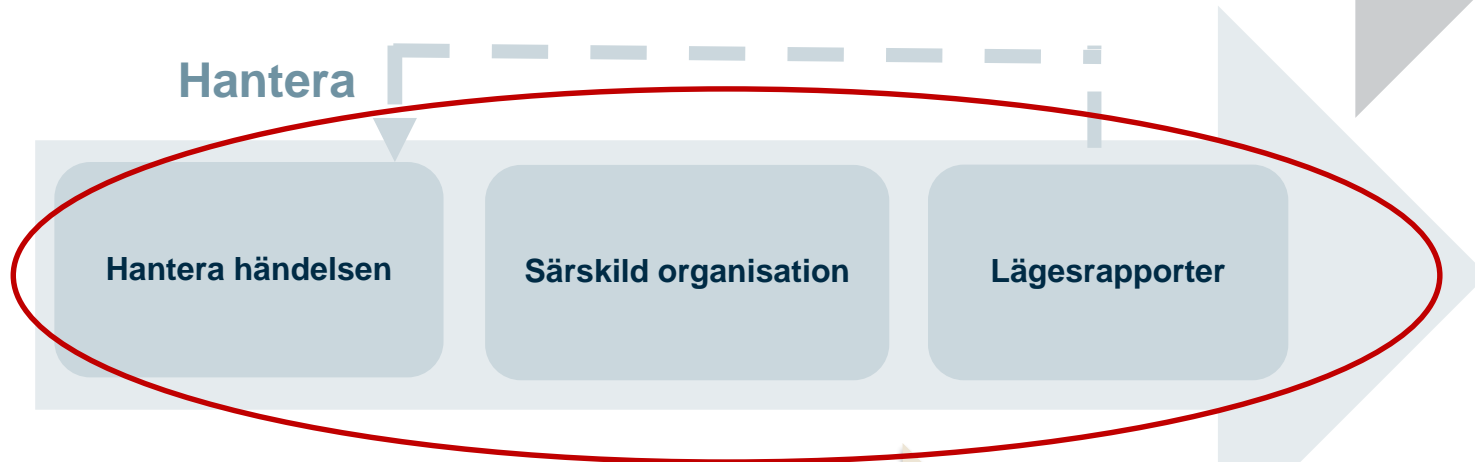 Hantera
Hantera händelsen
Särskild organisation
Lägesrapporter